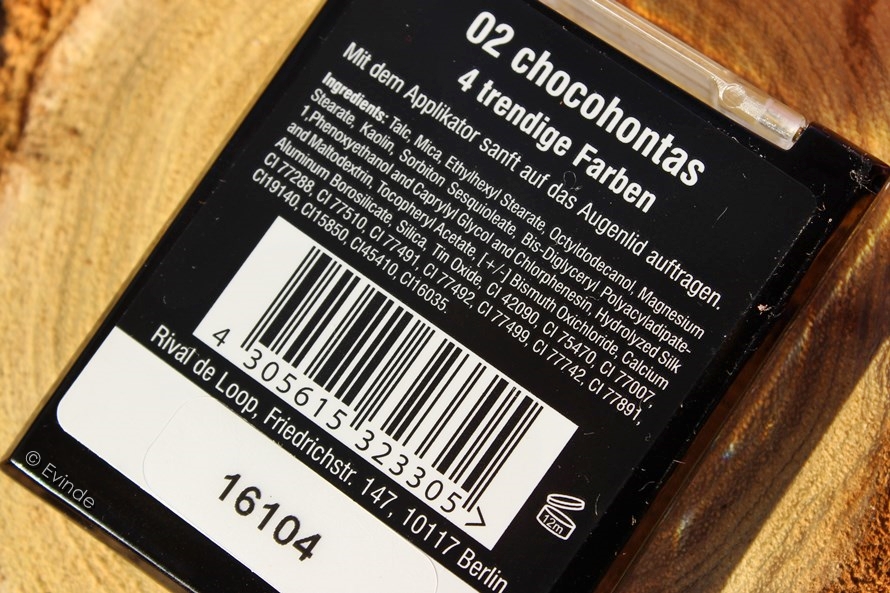 02 chocohontas
4 trendige Farben
Mit dem Applikator sanft auf das Augenlid auftragen.
Ingredients: Talc, Mica, Ethylhexyl Stearate, Octyldodecanol, Magnesium
Stearate, Kaolin, Sorbiton Sesquioleate, Bis-Diglyceryl Polyacyladipate-
1,Phenoxyethanol and Caprylyl Glycol and Chlorphenesin, Hydrolyzed Silk
and Maltodextrin, Tocopheryl Acetate, [+/-] Bismuth Oxichloride, Calcium
Aluminum Borosilicate, Silica, Tin Oxide, CI 42090, CI 75470, CI 77007,
CI 77288, CI 77510, CI 77491, CI 77492, CI 77499, CI 77742, CI 77891,
CI19140, CI15850, CI45410, CI16035.
4 305615 323305 >
12m
Rival de Loop, Friedrichstr. 147, 10117 Berlin
16104
© Evinde